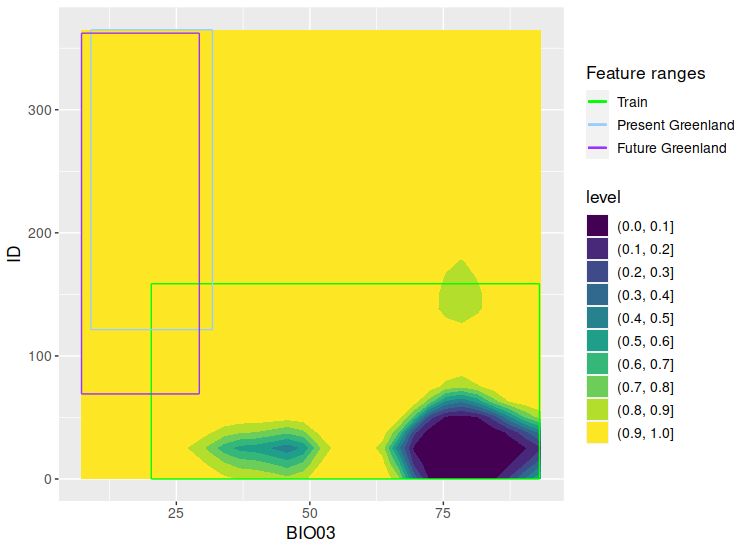 Feature ranges
Train
Present Greenland
Future Greenland
level
(0.0, 0.1]
(0.1, 0.2]
(0.2, 0.3]
(0.3, 0.4]
(0.4, 0.5]
(0.5, 0.6]
(0.6, 0.7]
(0.7, 0.8]
(0.8, 0.9]
(0.9, 1.0]
ID
300
200
100
0
25 50 75
BIO03